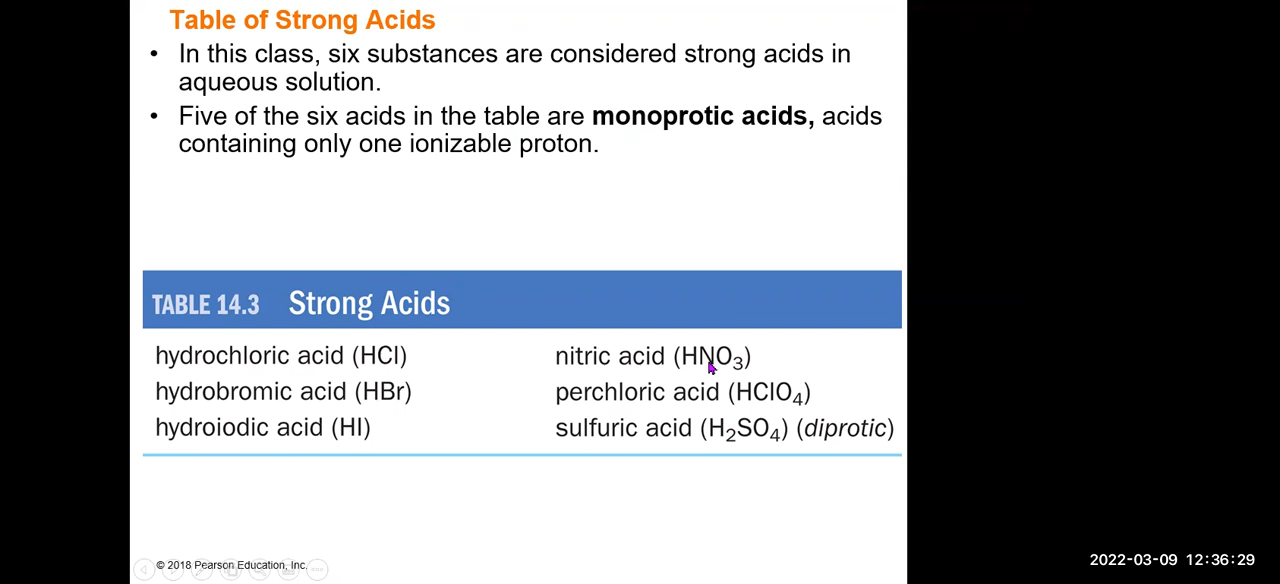 Table of Strong Acids
• In this class, six substances are considered strong acids in
aqueous solution.
• Five of the six acids in the table are monoprotic acids, acids
containing only one ionizable proton.
TABLE 14.3 Strong Acids
hydrochloric acid (HCl)
hydrobromic acid (HBr)
hydroiodic acid (HI)
nitric acid (HNO₃)
perchloric acid (HClO₄)
sulfuric acid (H₂SO₄) (diprotic)
© 2018 Pearson Education, Inc.
2022-03-09 12:36:29